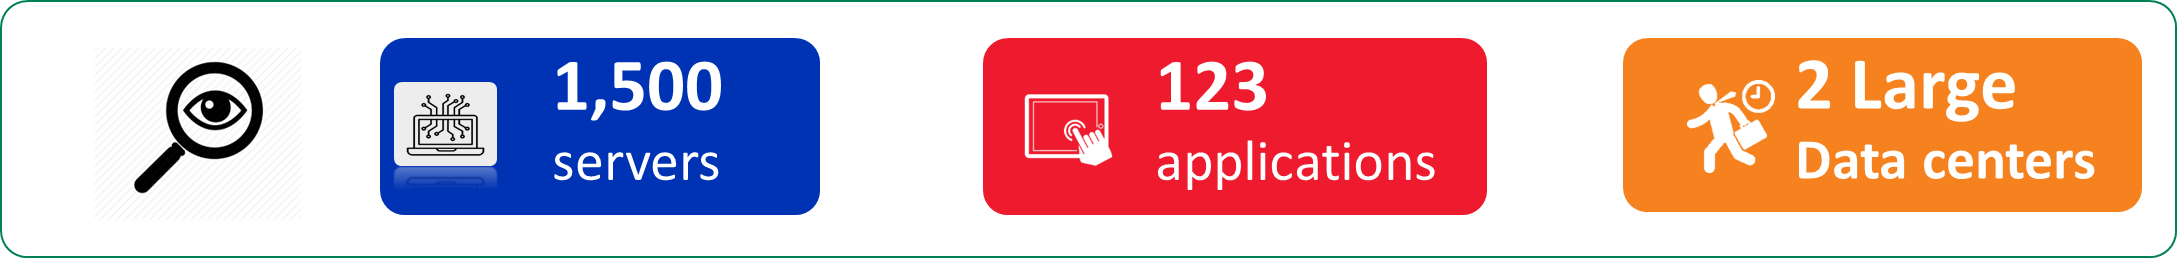 1,500
servers
123
applications
2 Large
Data centers